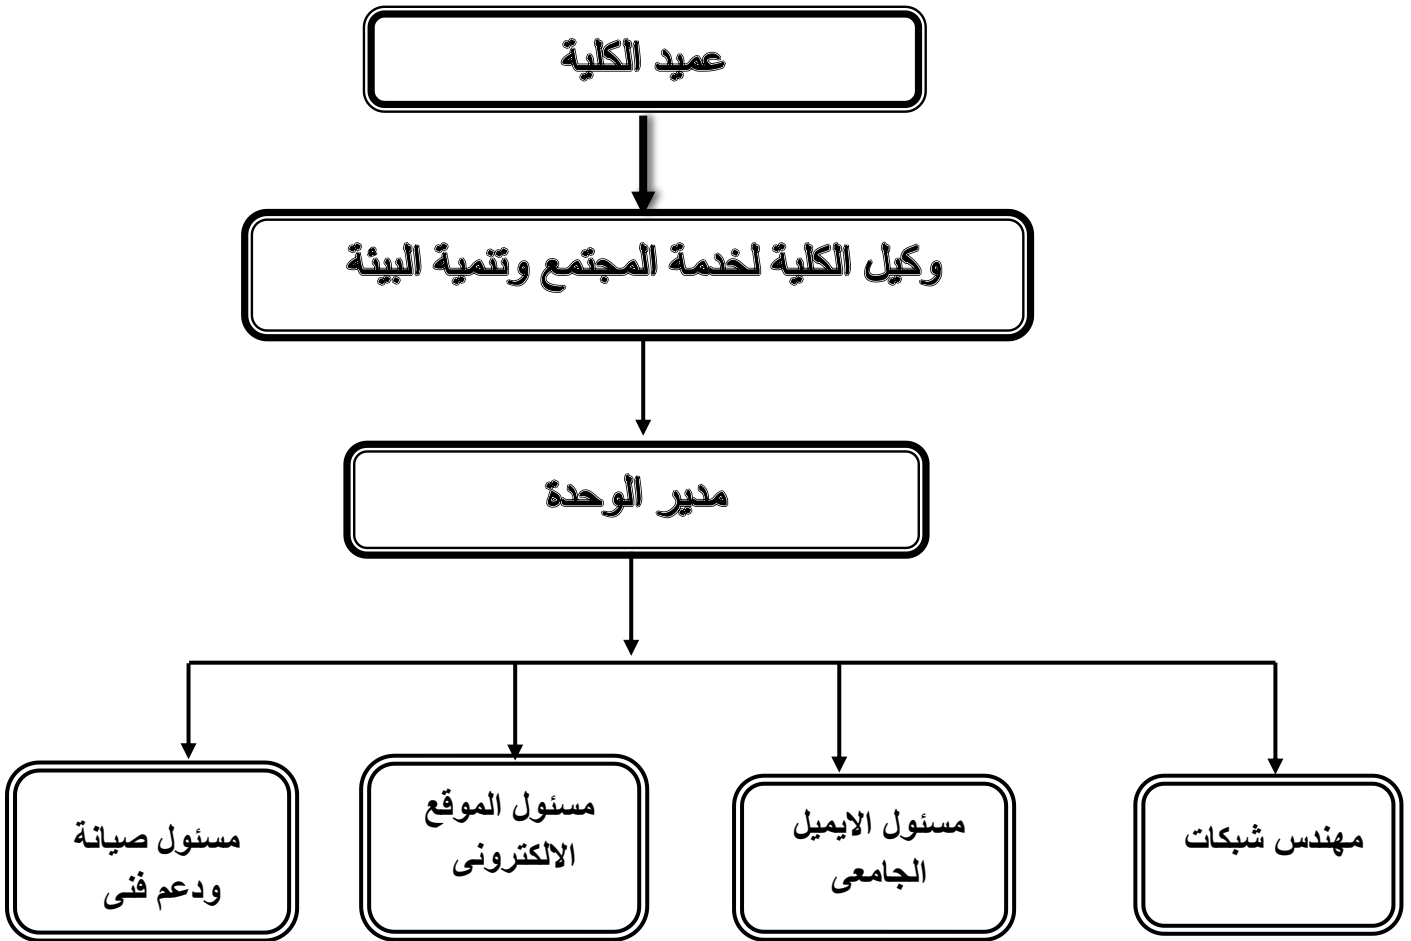 عميد الكلية
وكيل الكلية لخدمة المجتمع وتنمية البيئة
مدير الوحدة
مهندس شبكات
مسئول الايميل
الجامعى
مسئول الموقع
الالكترونى
مسئول صيانة
ودعم فنى